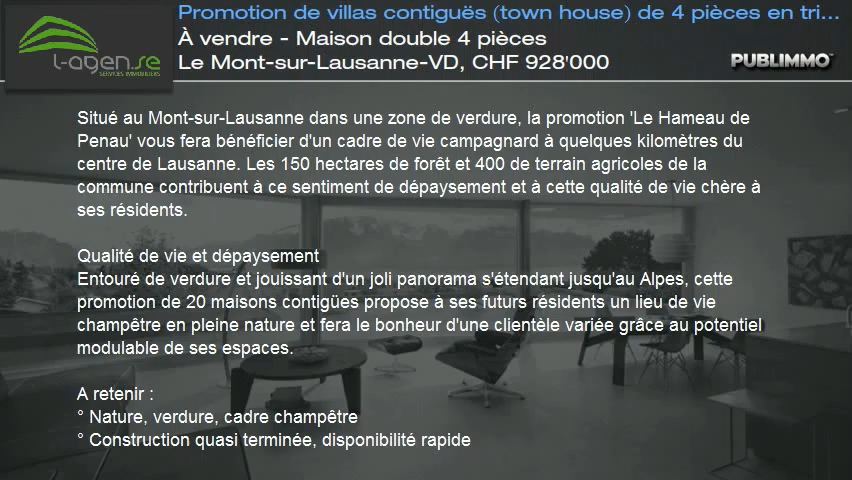 Promotion de villas contiguës (town house) de 4 pièces en tri...
À vendre - Maison double 4 pièces
Le Mont-sur-Lausanne-VD, CHF 928'000
l-agen.se
SERVICES IMMOBILIERS
PUBLIMMO
Situé au Mont-sur-Lausanne dans une zone de verdure, la promotion 'Le Hameau de
Penau' vous fera bénéficier d'un cadre de vie campagnard à quelques kilomètres du
centre de Lausanne. Les 150 hectares de forêt et 400 de terrain agricoles de la
commune contribuent à ce sentiment de dépaysement et à cette qualité de vie chère à
ses résidents.
Qualité de vie et dépaysement
Entouré de verdure et jouissant d'un joli panorama s'étendant jusqu'au Alpes, cette
promotion de 20 maisons contigües propose à ses futurs résidents un lieu de vie
champêtre en pleine nature et fera le bonheur d'une clientèle variée grâce au potentiel
modulable de ses espaces.
A retenir :
° Nature, verdure, cadre champêtre
° Construction quasi terminée, disponibilité rapide